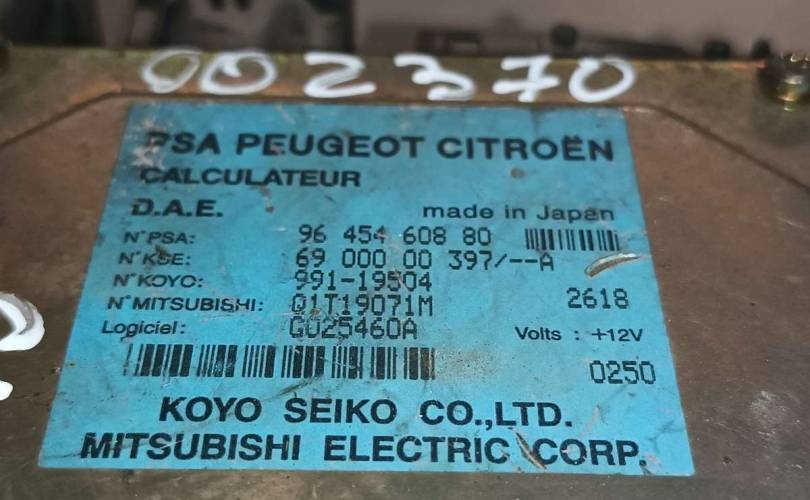 002370
PSA PEUGEOT CITROËN
CALCULATEUR
D.A.E. made in Japan
N°PSA: 96 454 608 80
N°KSE: 69 000 00 397/--A
N°KOYO: 991-19504
N°MITSUBISHI: Q1T19071M 2618
Logiciel: G025460A Volts : +12V
0250
KOYO SEIKO CO.,LTD.
MITSUBISHI ELECTRIC CORP.